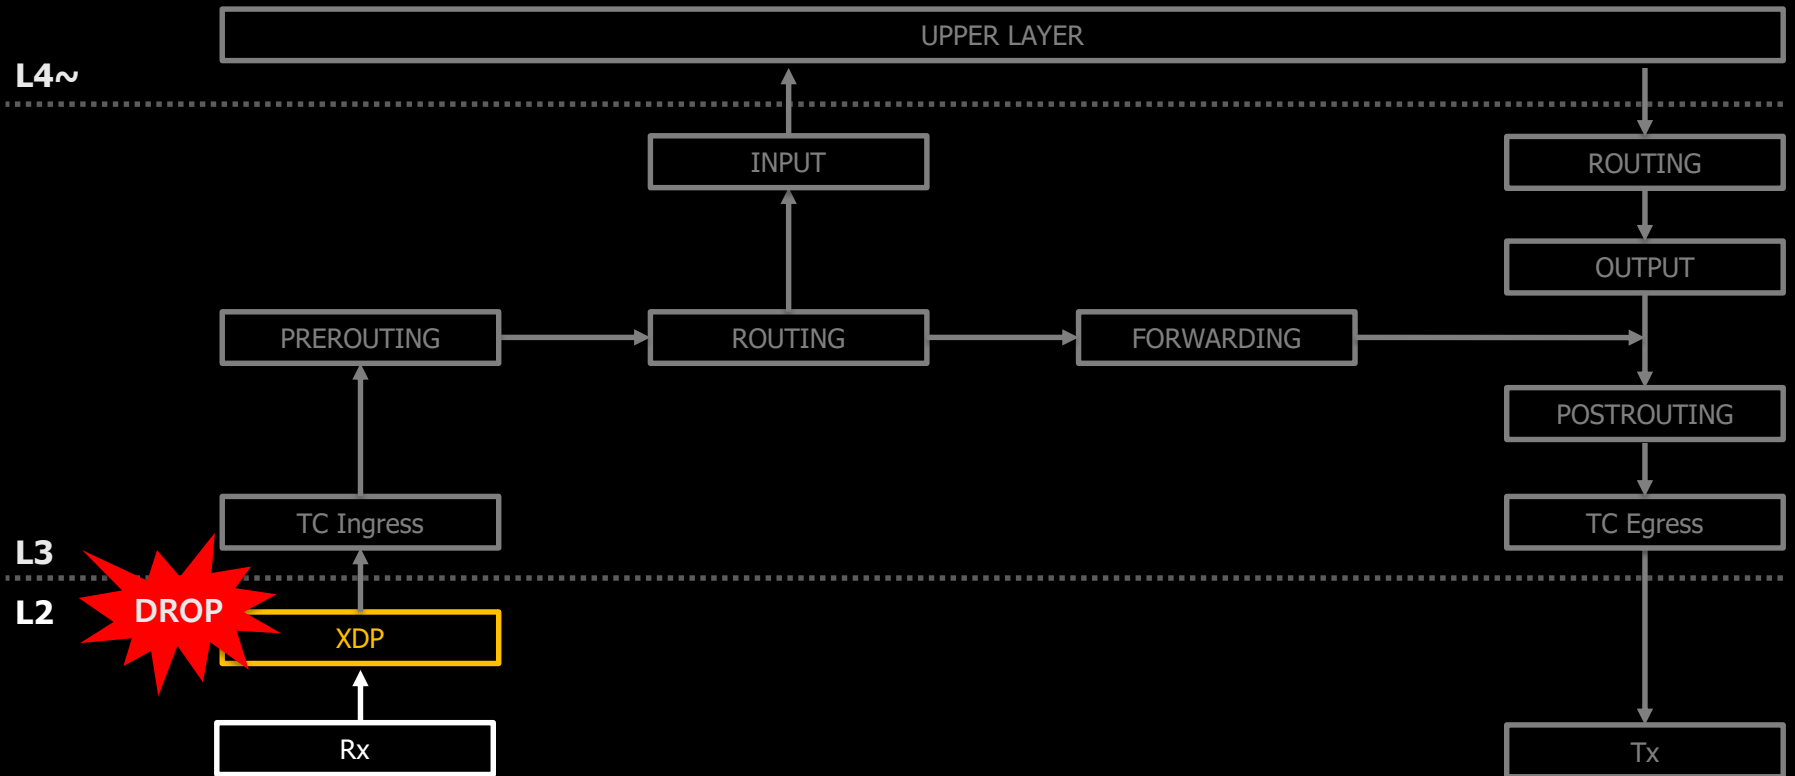 UPPER LAYER
L4~
INPUT
ROUTING
OUTPUT
PREROUTING
ROUTING
FORWARDING
POSTROUTING
TC Ingress
TC Egress
L3
L2
DROP
XDP
Rx
Tx